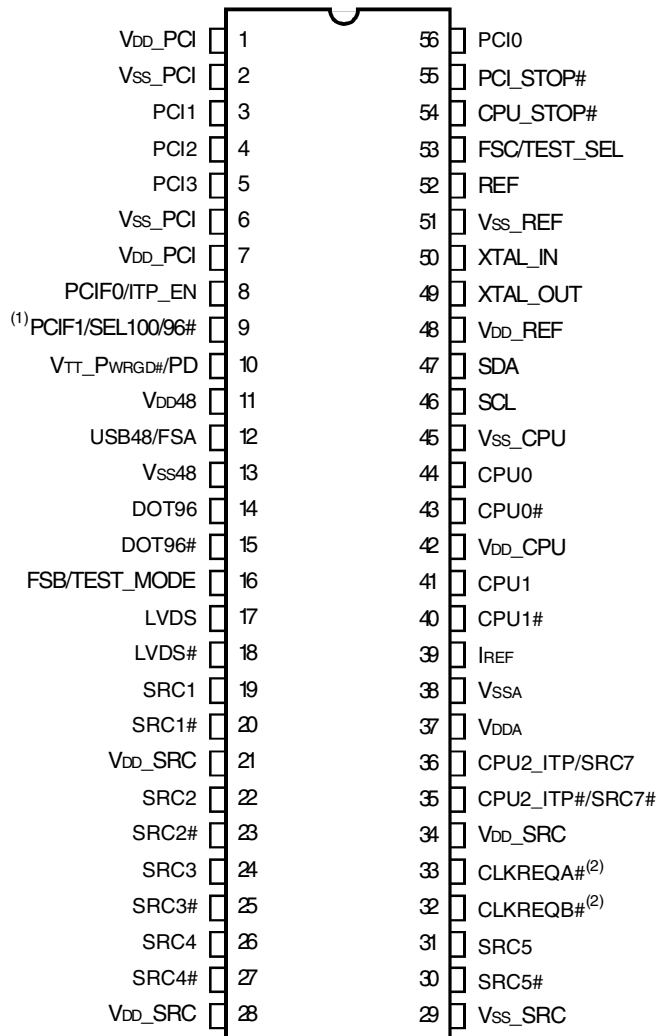 VDD_PCI 1 56 PCI0
VSS_PCI 2 55 PCI_STOP#
PCI1 3 54 CPU_STOP#
PCI2 4 53 FSC/TEST_SEL
PCI3 5 52 REF
VSS_PCI 6 51 VSS_REF
VDD_PCI 7 50 XTAL_IN
PCIF0/ITP_EN 8 49 XTAL_OUT
(1)PCIF1/SEL100/96# 9 48 VDD_REF
VTT_PWRGD#/PD 10 47 SDA
VDD48 11 46 SCL
USB48/FSA 12 45 VSS_CPU
VSS48 13 44 CPU0
DOT96 14 43 CPU0#
DOT96# 15 42 VDD_CPU
FSB/TEST_MODE 16 41 CPU1
LVDS 17 40 CPU1#
LVDS# 18 39 IREF
SRC1 19 38 VSSA
SRC1# 20 37 VDDA
VDD_SRC 21 36 CPU2_ITP/SRC7
SRC2 22 35 CPU2_ITP#/SRC7#
SRC2# 23 34 VDD_SRC
SRC3 24 33 CLKREQA#(2)
SRC3# 25 32 CLKREQB#(2)
SRC4 26 31 SRC5
SRC4# 27 30 SRC5#
VDD_SRC 28 29 VSS_SRC